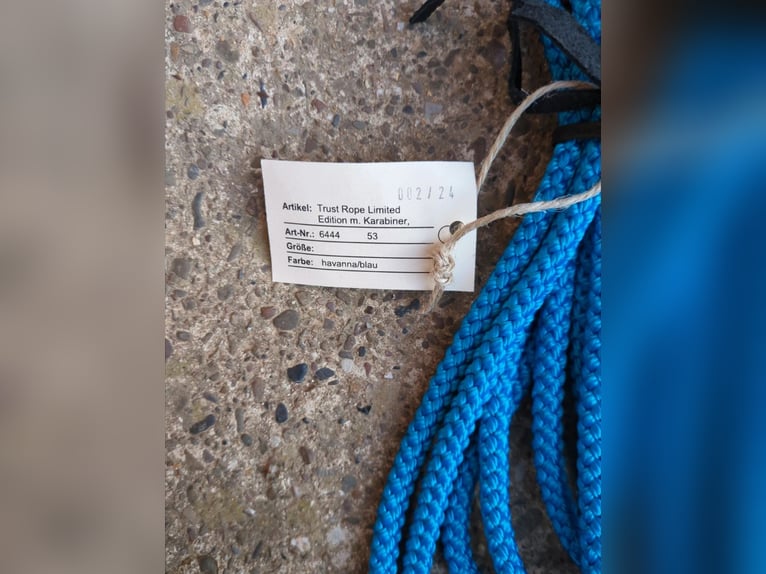 002/24
Artikel: Trust Rope Limited
Edition m. Karabiner,
Art-Nr.: 6444 53
Größe:
Farbe: havanna/blau